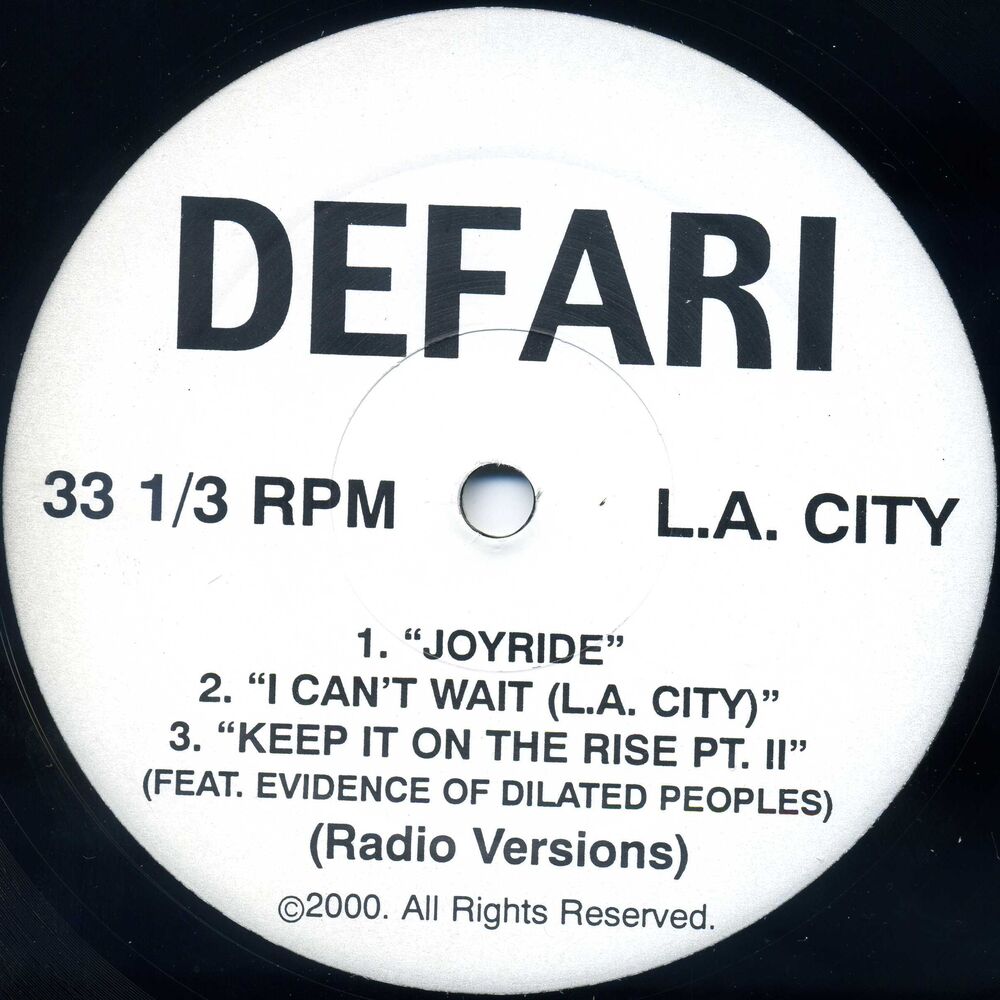 DEFARI
33 1/3 RPM
L.A. CITY
1. “JOYRIDE”
2. “I CAN’T WAIT (L.A. CITY)”
3. “KEEP IT ON THE RISE PT. II”
(FEAT. EVIDENCE OF DILATED PEOPLES)
(Radio Versions)
©2000. All Rights Reserved.